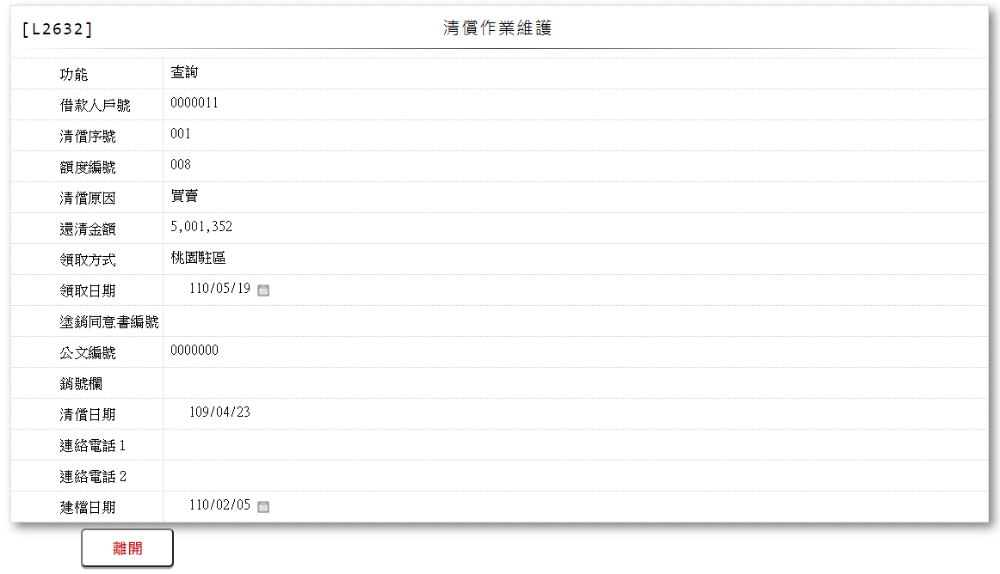 [L2632] 清償作業維護
功能 查詢
借款人戶號 0000011
清償序號 001
額度編號 008
清償原因 買賣
還清金額 5,001,352
領取方式 桃園駐區
領取日期 110/05/19
塗銷同意書編號
公文編號 0000000
銷號欄
清償日期 109/04/23
連絡電話1
連絡電話2
建檔日期 110/02/05
離開